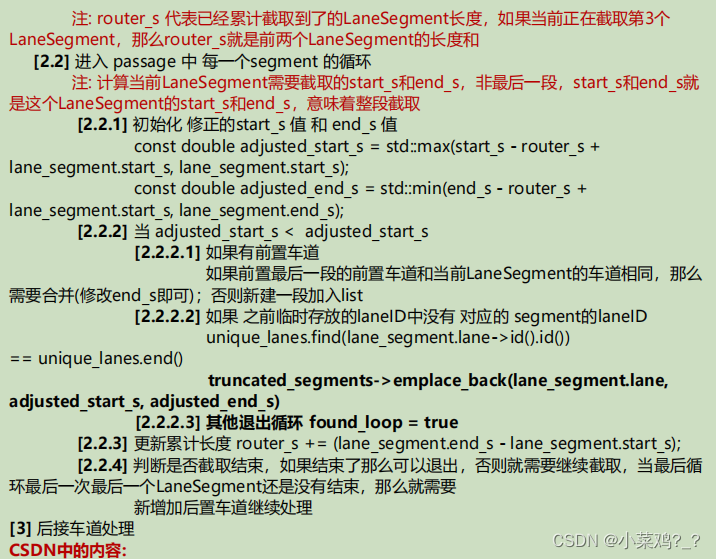 注: router_s 代表已经累计截取到了的LaneSegment长度，如果当前正在截取第3个
LaneSegment，那么router_s就是前两个LaneSegment的长度和
[2.2] 进入 passage 中 每一个segment 的循环
注: 计算当前LaneSegment需要截取的start_s和end_s，非最后一段，start_s和end_s就
是这个LaneSegment的start_s和end_s，意味着整段截取
[2.2.1] 初始化 修正的start_s 值 和 end_s 值
const double adjusted_start_s = std::max(start_s - router_s +
lane_segment.start_s, lane_segment.start_s);
const double adjusted_end_s = std::min(end_s - router_s +
lane_segment.start_s, lane_segment.end_s);
[2.2.2] 当 adjusted_start_s < adjusted_start_s
[2.2.2.1] 如果有前置车道
如果前置最后一段的前置车道和当前LaneSegment的车道相同，那么
需要合并(修改end_s即可)；否则新建一段加入list
[2.2.2.2] 如果 之前临时存放的laneID中没有 对应的 segment的laneID
unique_lanes.find(lane_segment.lane->id().id())
== unique_lanes.end()
truncated_segments->emplace_back(lane_segment.lane,
adjusted_start_s, adjusted_end_s)
[2.2.2.3] 其他退出循环 found_loop = true
[2.2.3] 更新累计长度 router_s += (lane_segment.end_s - lane_segment.start_s);
[2.2.4] 判断是否截取结束，如果结束了那么可以退出，否则就需要继续截取，当最后循
环最后一次最后一个LaneSegment还是没有结束，那么就需要
新增加后置车道继续处理
[3] 后接车道处理
CSDN中的内容:
CSDN @小菜鸡?_?